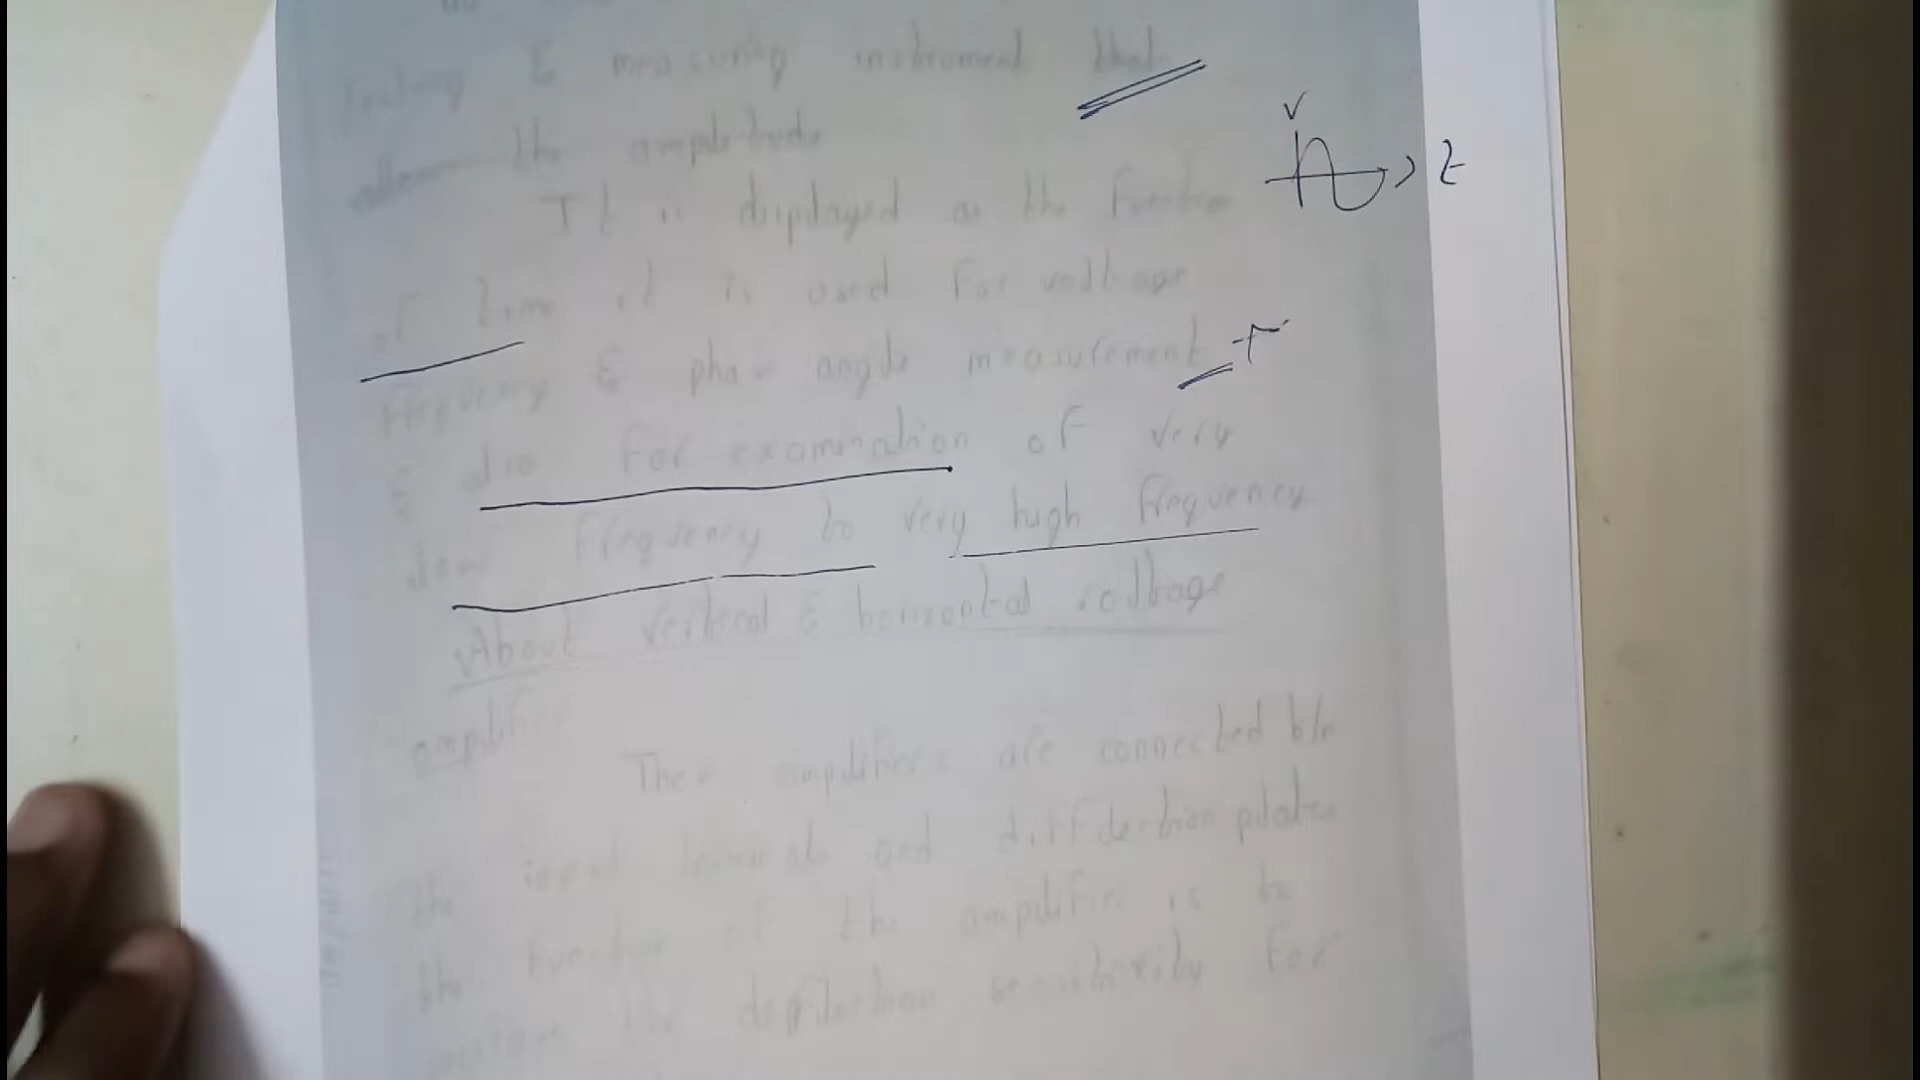 testing & measuring instrument that
allow the amplitude
It is displayed as the function
of time it is used for voltage
frequency & phase angle measurement
& also for examination of very
low frequency to very high frequency
About vertical & horizontal voltage
amplifier
These amplifiers are connected b/n
the input terminals and difflection plates
the function of the amplifier is to
the deflection sensitivity for
V
t